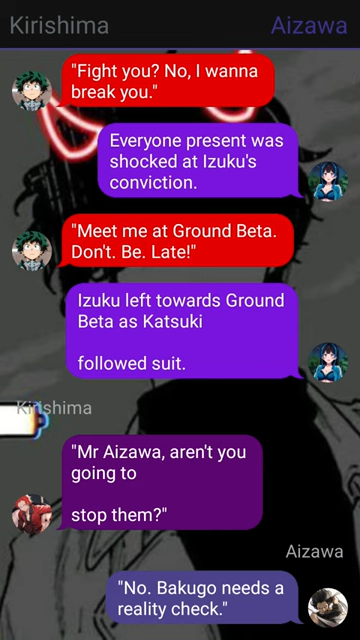 Kirishima
Aizawa
"Fight you? No, I wanna
break you."
Everyone present was
shocked at Izuku's
conviction.
"Meet me at Ground Beta.
Don't. Be. Late!"
Izuku left towards Ground
Beta as Katsuki
followed suit.
Kirishima
"Mr Aizawa, aren't you
going to
stop them?"
Aizawa
"No. Bakugo needs a
reality check."